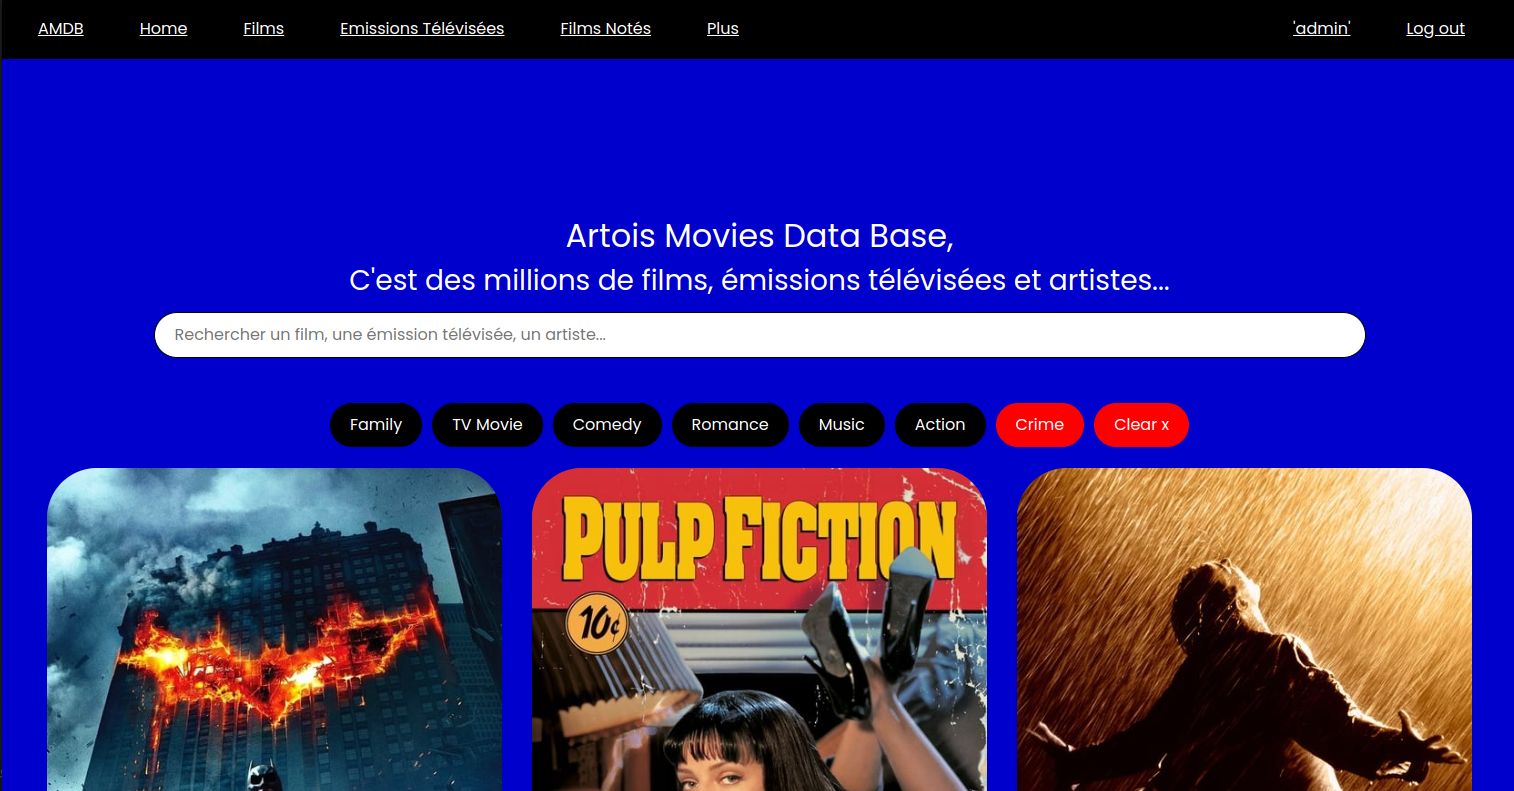 AMDB Home Films Emissions Télévisées Films Notés Plus 'admin' Log out
Artois Movies Data Base,
C'est des millions de films, émissions télévisées et artistes...
Rechercher un film, une émission télévisée, un artiste...
Family TV Movie Comedy Romance Music Action Crime Clear x
PULP FICTION
10¢